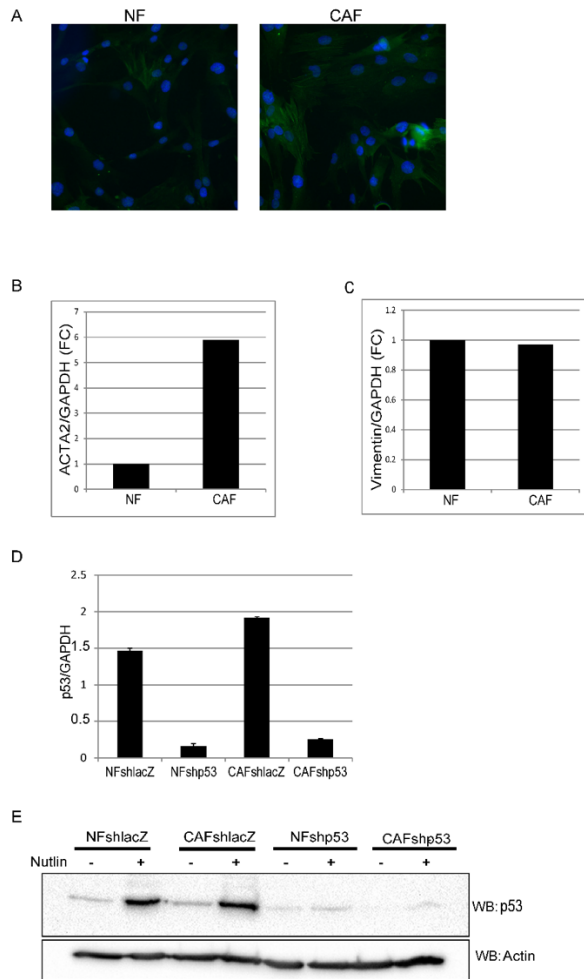 A
NF
CAF
B
ACTA2/GAPDH (FC)
7
6
5
4
3
2
1
0
NF
CAF
C
Vimentin/GAPDH (FC)
1.2
1
0.8
0.6
0.4
0.2
0
NF
CAF
D
p53/GAPDH
2.5
2
1.5
1
0.5
0
NFshlacZ
NFshp53
CAFshlacZ
CAFshp53
E
NFshlacZ CAFshlacZ NFshp53 CAFshp53
Nutlin - + - + - + - +
WB:p53
WB:Actin